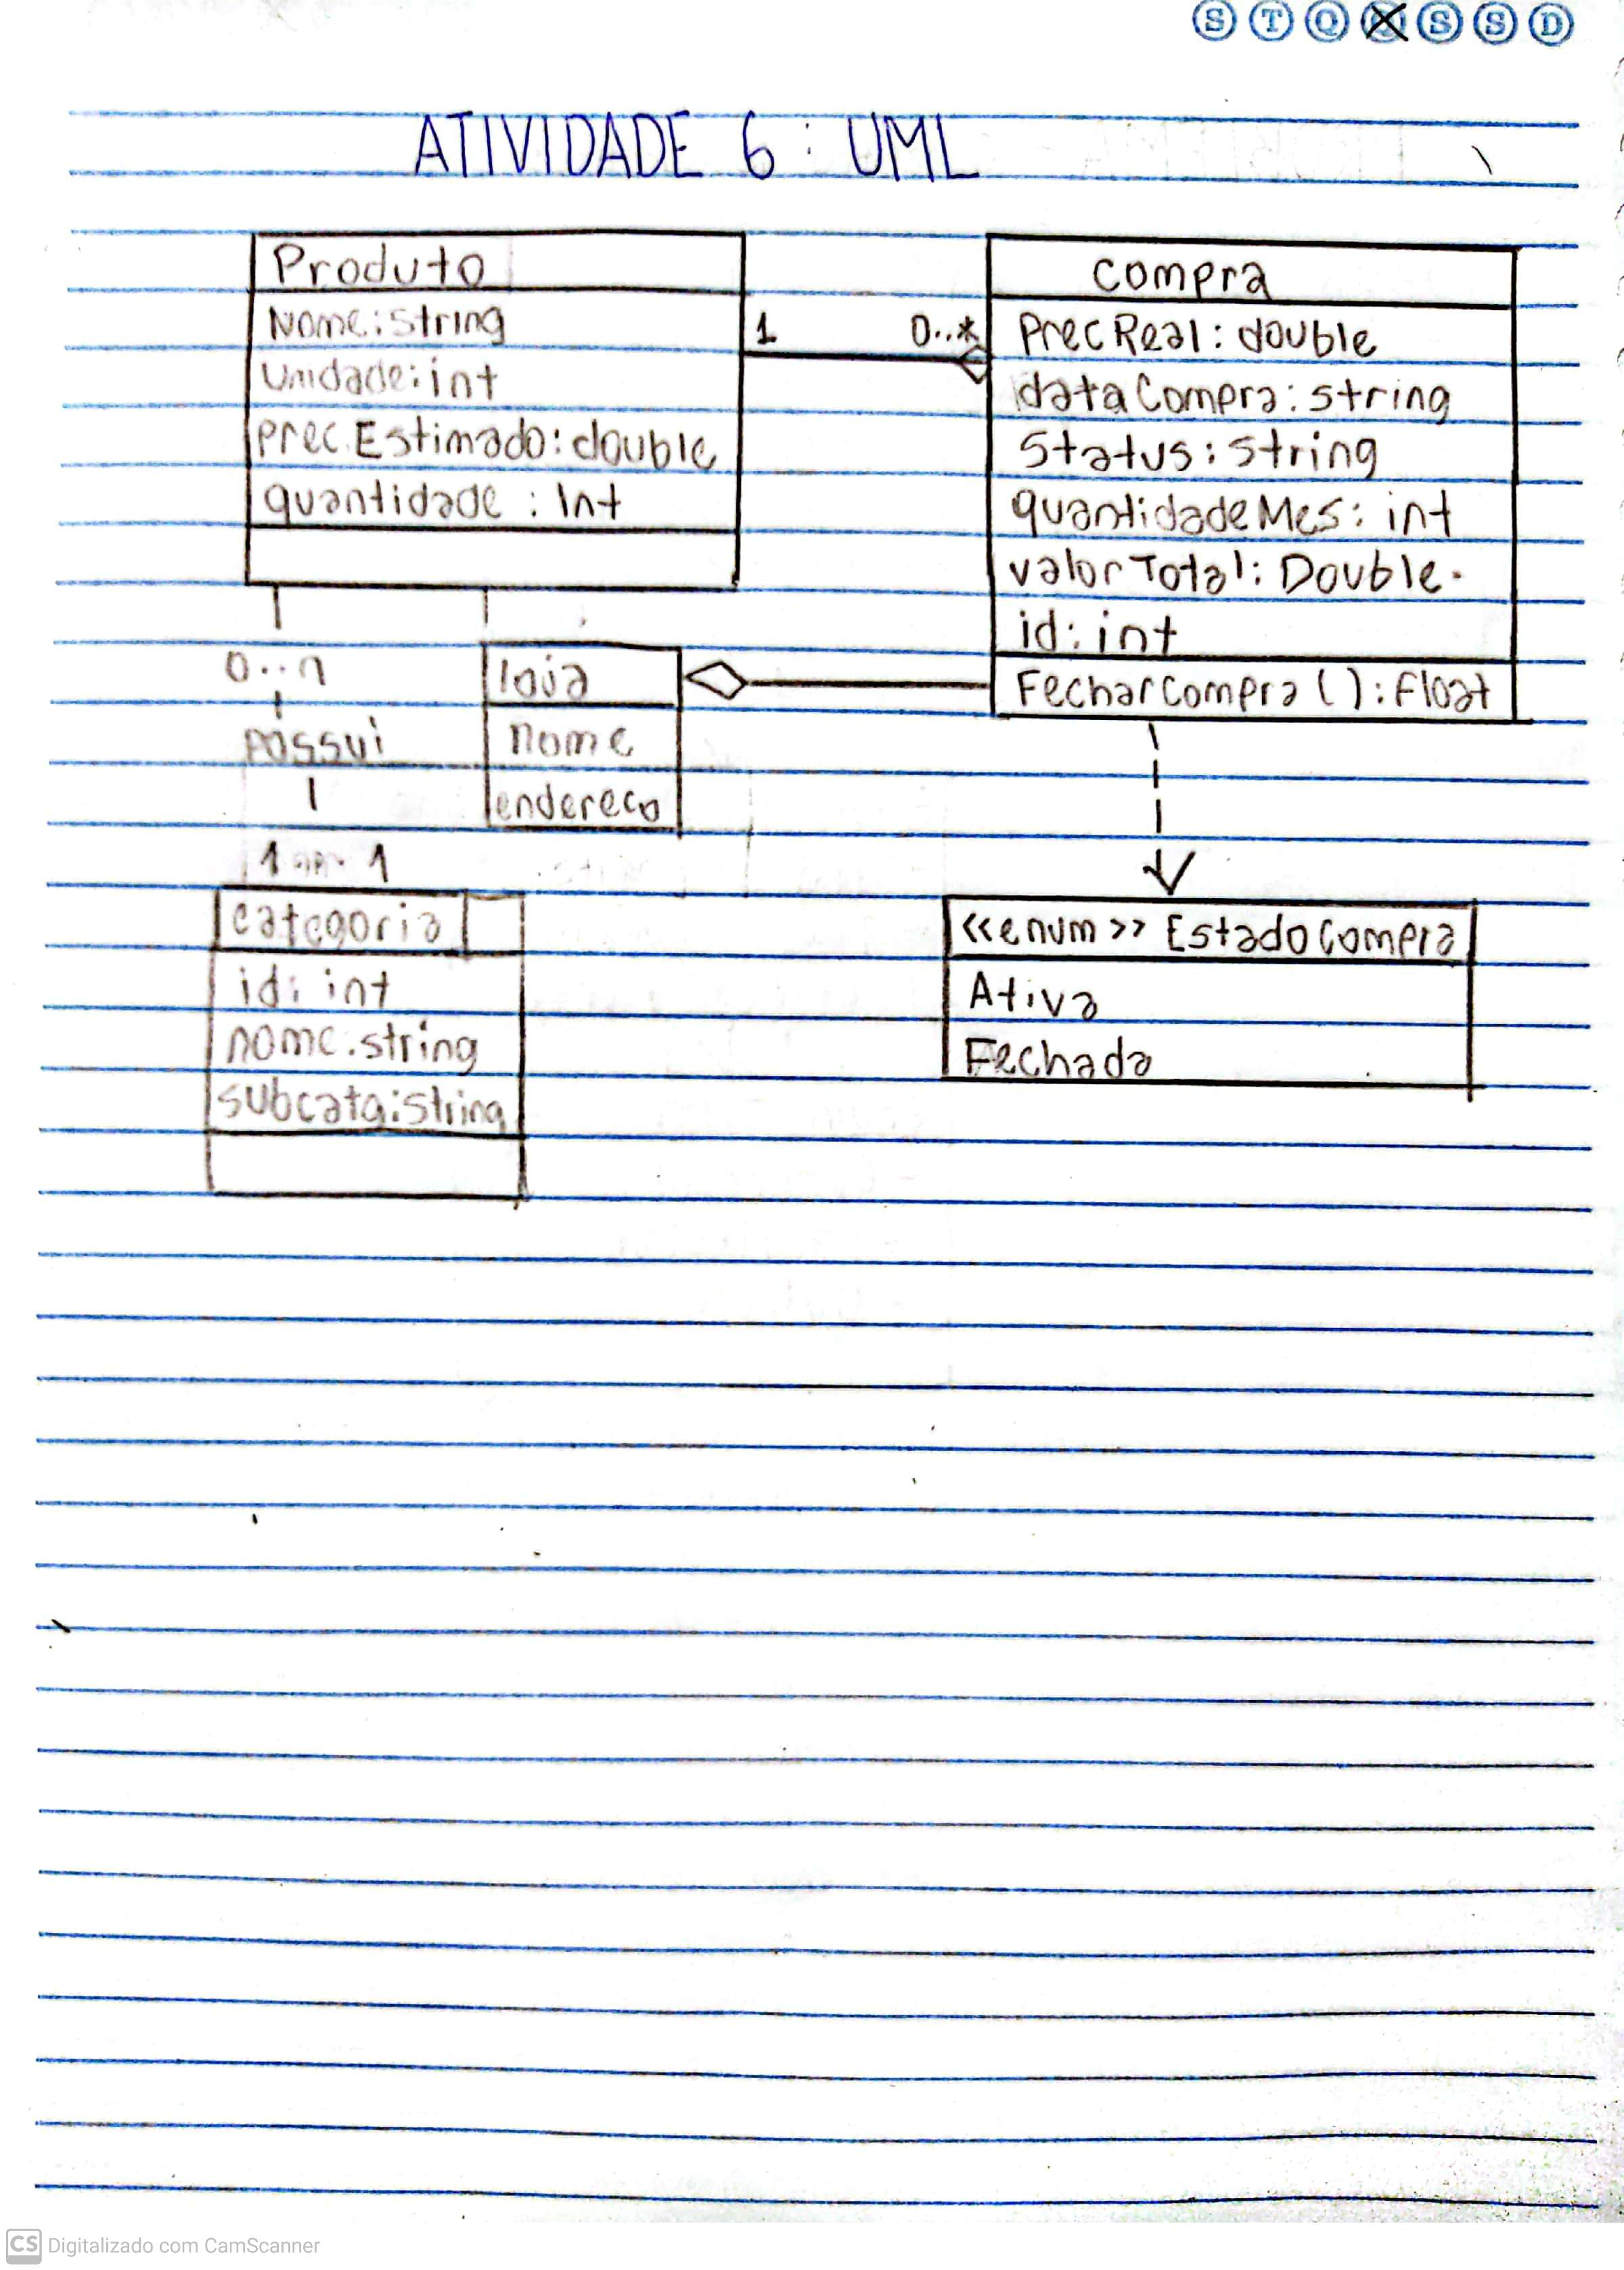 S T Q Q S S D
ATIVIDADE 6: UML
Produto
Nome: string
Unidade: int
prec.Estimado: double
quantidade : Int
1 0..*
compra
precReal: double
dataCompra: string
Status: string
quantidadeMes: int
valorTotal: Double.
id: int
FecharCompra(): Float
0..n
possui
1 1
loja
nome
endereco
categoria
id: int
nome.string
subcatg:string
<<enum>> EstadoCompra
Ativa
Fechada
CS Digitalizado com CamScanner